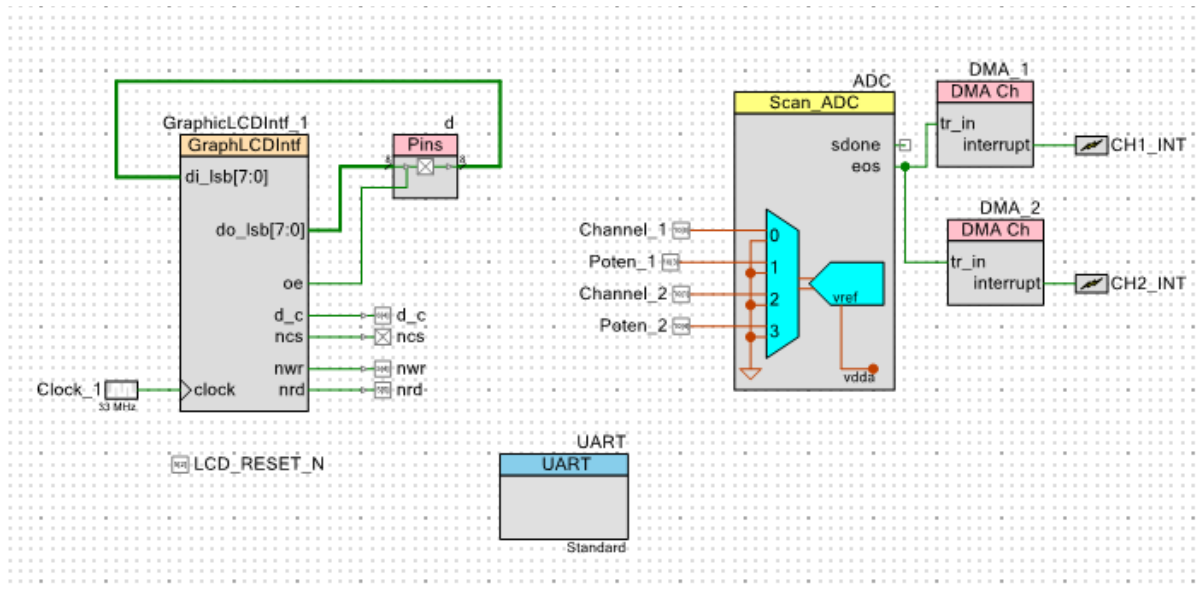 GraphicLCDIntf_1
GraphLCDIntf
di_lsb[7:0]
do_lsb[7:0]
oe
d_c
ncs
nwr
nrd
clock
Clock_1
33 MHz
d
Pins
8
8
d_c
ncs
nwr
nrd
LCD_RESET_N
UART
UART
Standard
ADC
Scan_ADC
sdone
eos
Channel_1
Poten_1
Channel_2
Poten_2
0
1
2
3
vref
vdda
DMA_1
DMA Ch
tr_in
interrupt
CH1_INT
DMA_2
DMA Ch
tr_in
interrupt
CH2_INT